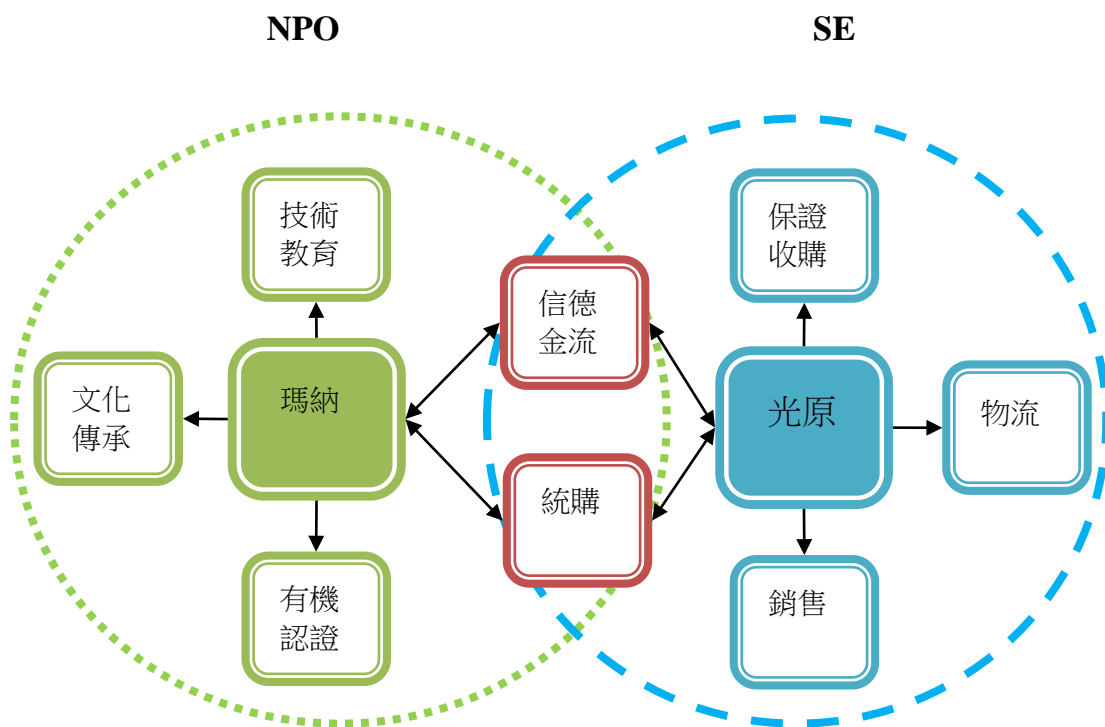 NPO
SE
技術
教育
保證
收購
信德
金流
文化
傳承
瑪納
光原
物流
統購
有機
認證
銷售